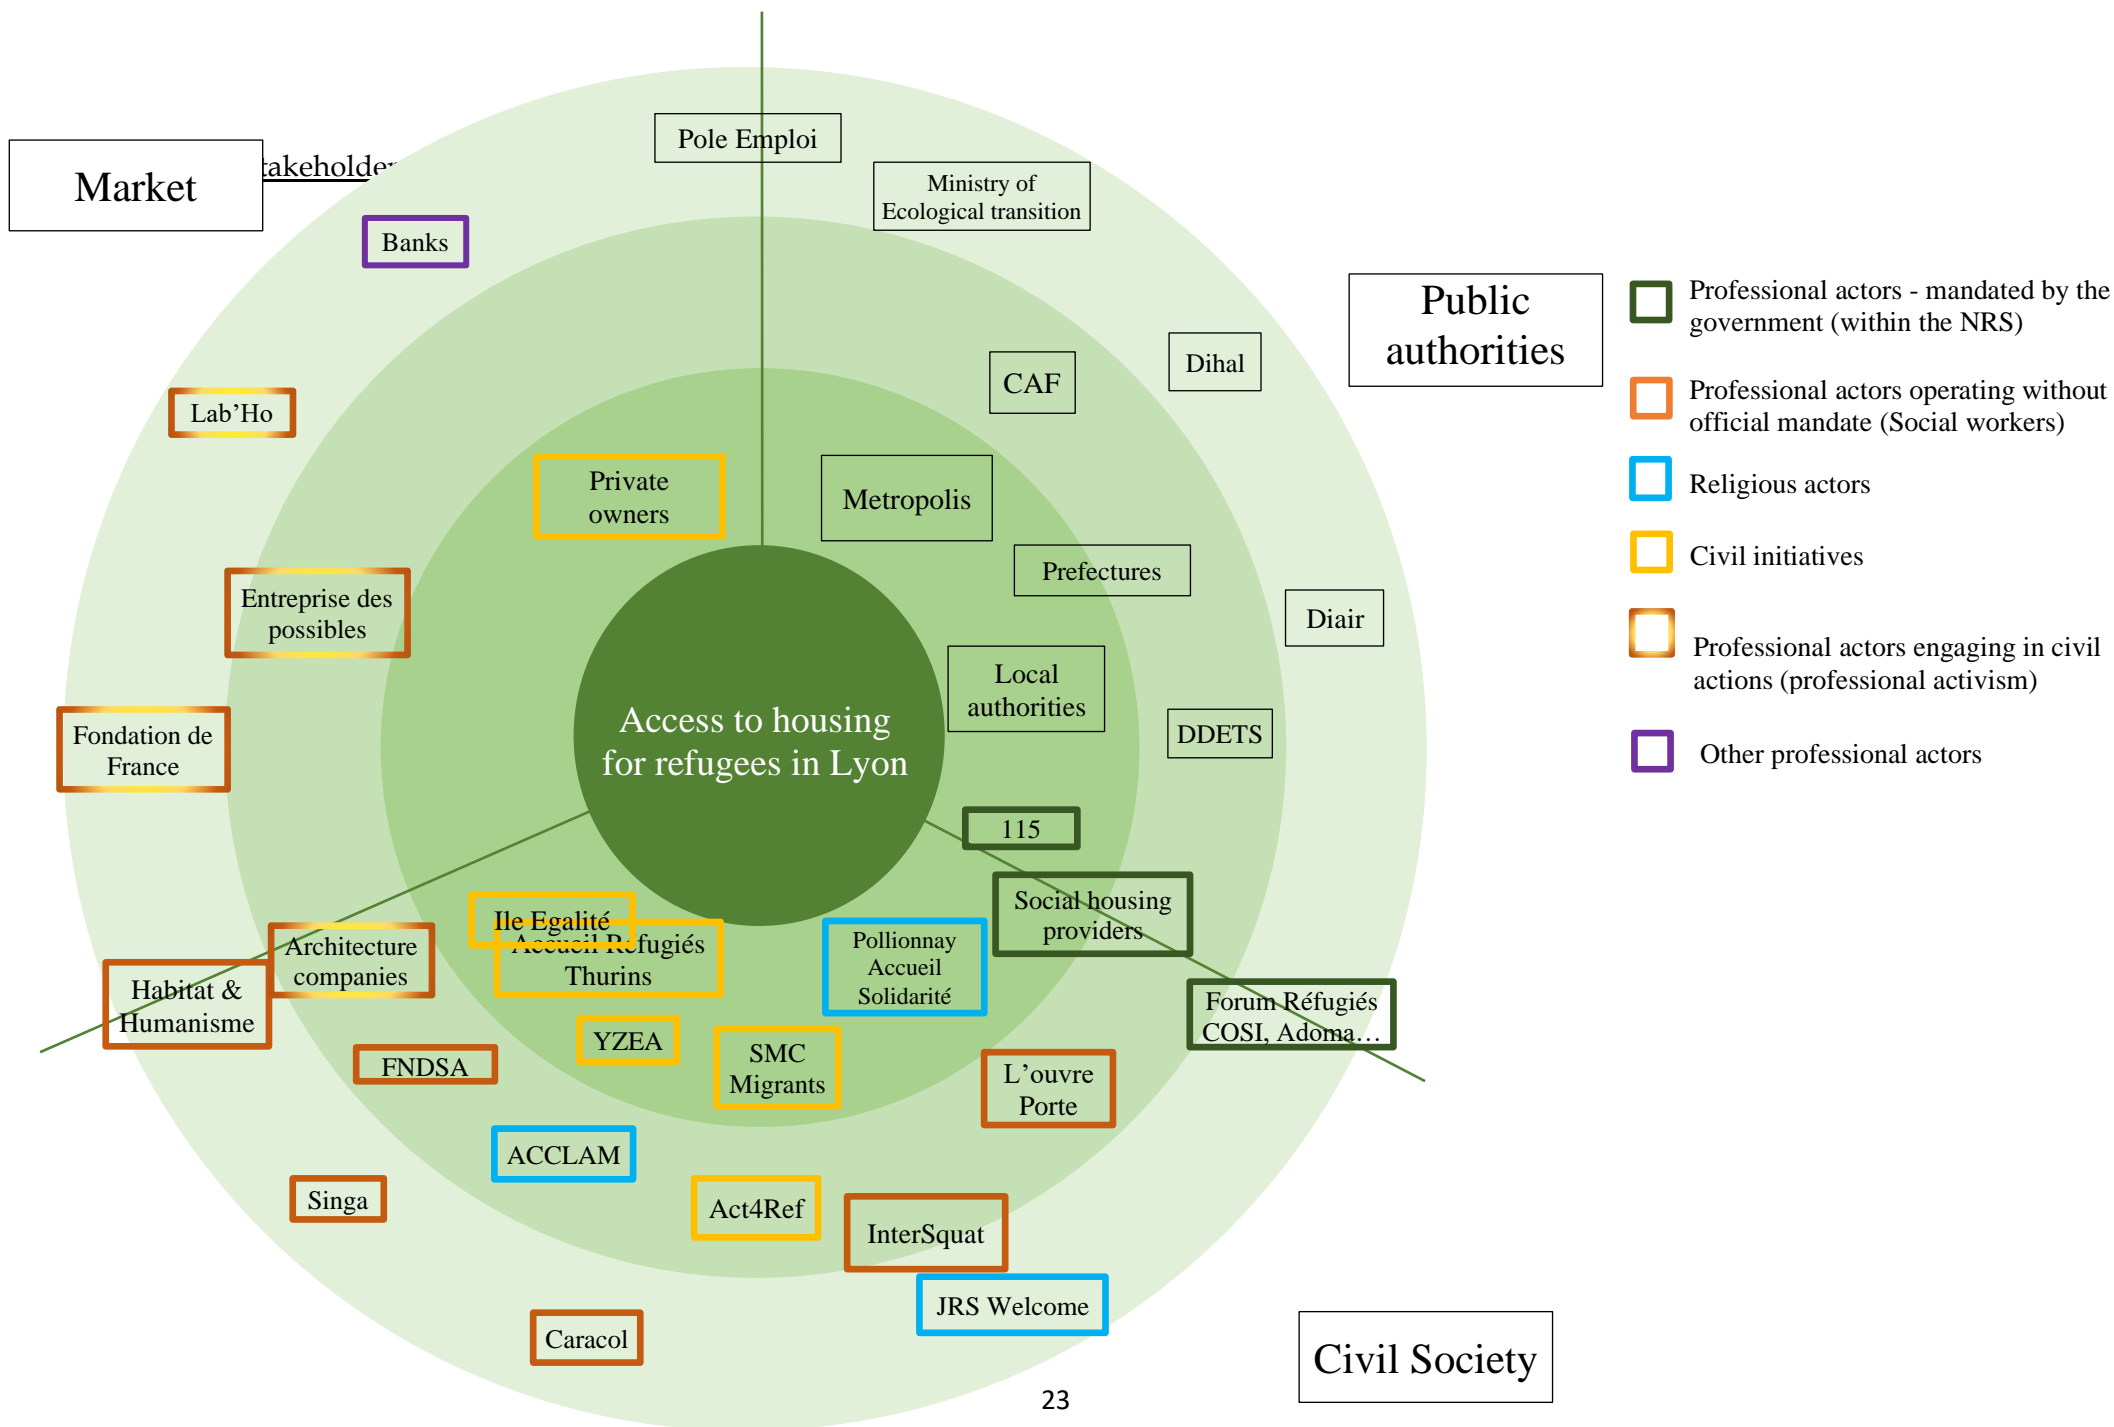 Pole Emploi
takeholder
Market
Ministry of
Ecological transition
Banks
Public
authorities
Professional actors - mandated by the
government (within the NRS)
Dihal
CAF
Lab’Ho
Professional actors operating without
official mandate (Social workers)
Private
owners
Metropolis
Religious actors
Prefectures
Civil initiatives
Entreprise des
possibles
Diair
Professional actors engaging in civil
actions (professional activism)
Local
authorities
Access to housing
for refugees in Lyon
DDETS
Fondation de
France
Other professional actors
115
Social housing
providers
Ile Egalité
Accueil Réfugiés
Thurins
Pollionnay
Accueil
Solidarité
Architecture
companies
Habitat &
Humanisme
Forum Réfugiés
COSI, Adoma…
YZEA
SMC
Migrants
FNDSA
L’ouvre
Porte
ACCLAM
Singa
Act4Ref
InterSquat
JRS Welcome
Caracol
Civil Society
23